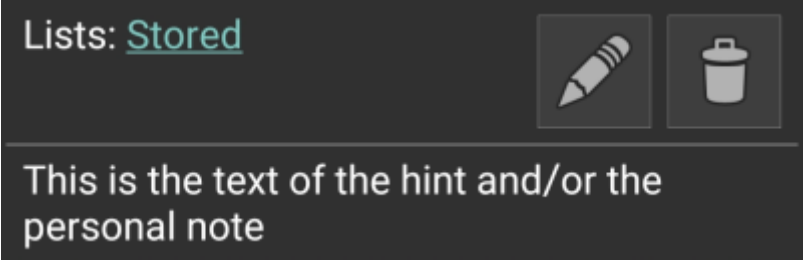 Lists: Stored
This is the text of the hint and/or the
personal note